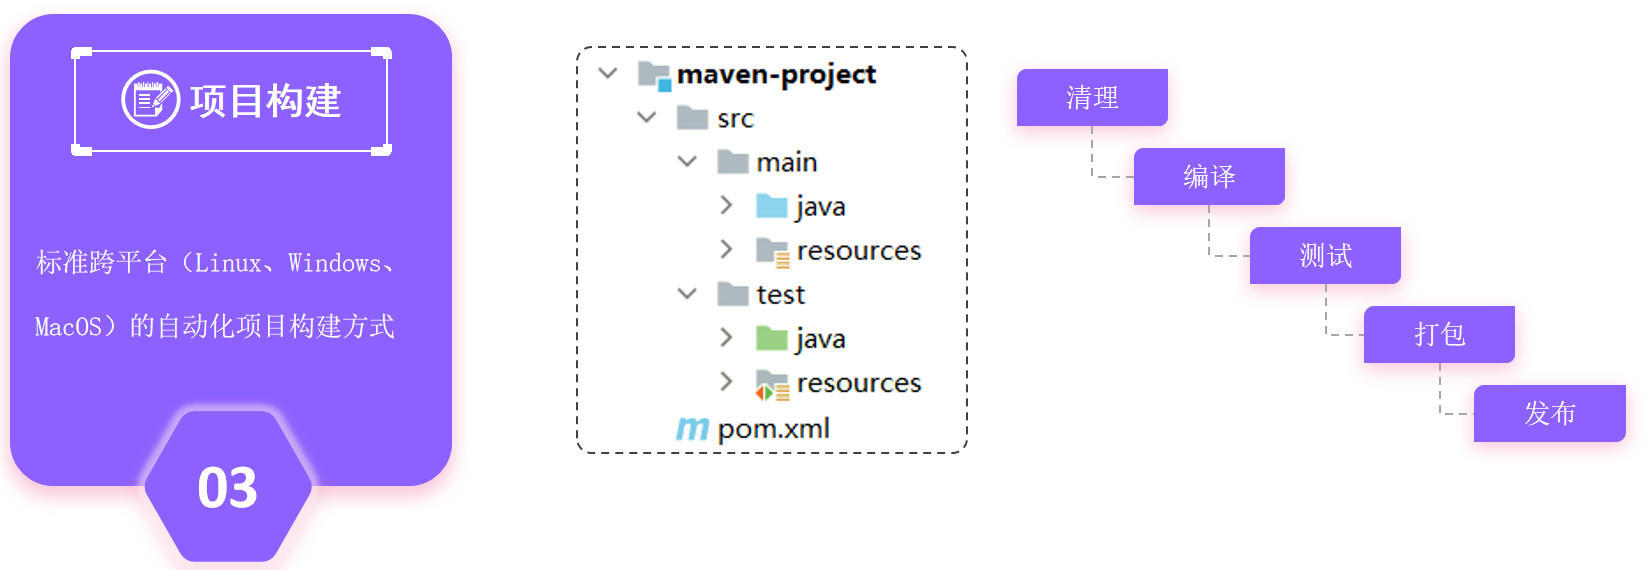 项目构建
标准跨平台（Linux、Windows、
MacOS）的自动化项目构建方式
03
maven-project
src
main
java
resources
test
java
resources
m pom.xml
清理
编译
测试
打包
发布